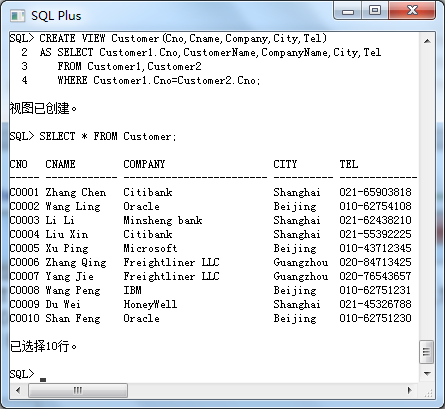 SQL Plus
SQL> CREATE VIEW Customer(Cno,Cname,Company,City,Tel)
2 AS SELECT Customer1.Cno,CustomerName,CompanyName,City,Tel
3 FROM Customer1,Customer2
4 WHERE Customer1.Cno=Customer2.Cno;
视图已创建。
SQL> SELECT * FROM Customer;
CNO CNAME COMPANY CITY TEL
----- ------------ ----------------------- --------- ------------
C0001 Zhang Chen Citibank Shanghai 021-65903818
C0002 Wang Ling Oracle Beijing 010-62754108
C0003 Li Li Minsheng bank Shanghai 021-62438210
C0004 Liu Xin Citibank Shanghai 021-55392225
C0005 Xu Ping Microsoft Beijing 010-43712345
C0006 Zhang Qing Freightliner LLC Guangzhou 020-84713425
C0007 Yang Jie Freightliner LLC Guangzhou 020-76543657
C0008 Wang Peng IBM Beijing 010-62751231
C0009 Du Wei HoneyWell Shanghai 021-45326788
C0010 Shan Feng Oracle Beijing 010-62751230
已选择10行。
SQL>